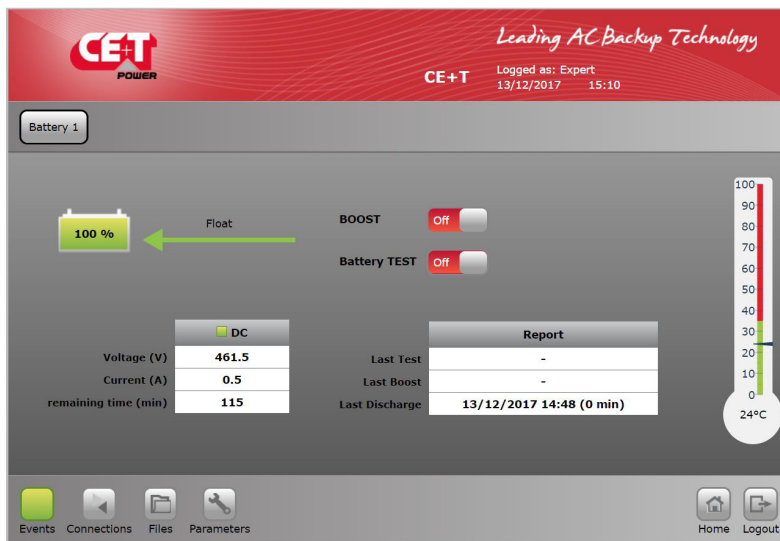 CE+T
POWER
Leading AC Backup Technology
CE+T
Logged as: Expert
13/12/2017 15:10
Battery 1
100 %
Float
BOOST
Off
Battery TEST
Off
DC
Voltage (V) 461.5
Current (A) 0.5
remaining time (min) 115
Report
Last Test -
Last Boost -
Last Discharge 13/12/2017 14:48 (0 min)
100
90
80
70
60
50
40
30
20
10
0
24°C
Events Connections Files Parameters Home Logout